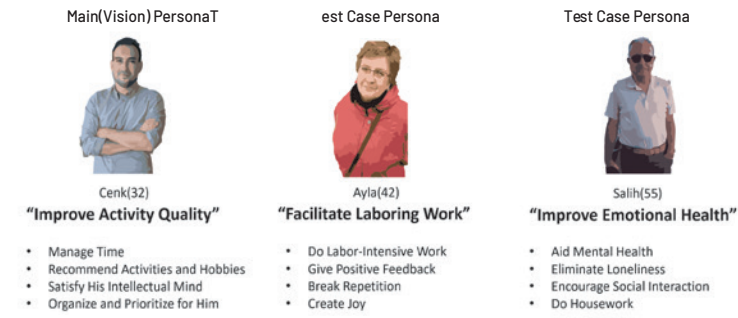 Main(Vision) PersonaT
est Case Persona
Test Case Persona
Cenk(32)
“Improve Activity Quality”
• Manage Time
• Recommend Activities and Hobbies
• Satisfy His Intellectual Mind
• Organize and Prioritize for Him
Ayla(42)
“Facilitate Laboring Work”
• Do Labor-Intensive Work
• Give Positive Feedback
• Break Repetition
• Create Joy
Salih(55)
“Improve Emotional Health”
• Aid Mental Health
• Eliminate Loneliness
• Encourage Social Interaction
• Do Housework